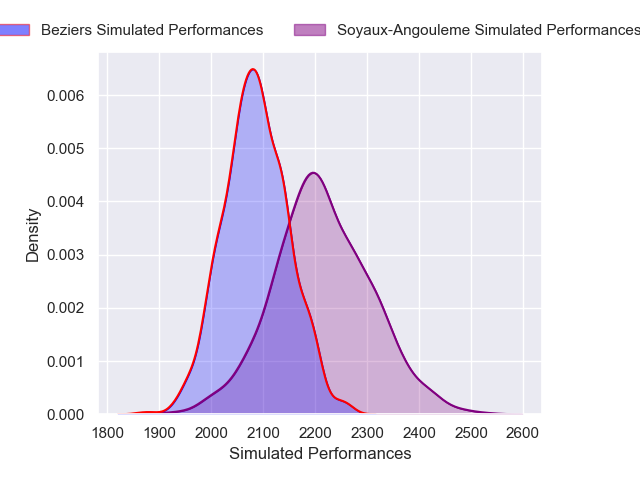 Beziers Simulated Performances Soyaux-Angouleme Simulated Performances
0.006
0.005
0.004
0.003
0.002
0.001
0.000
Density
1800 1900 2000 2100 2200 2300 2400 2500 2600
Simulated Performances